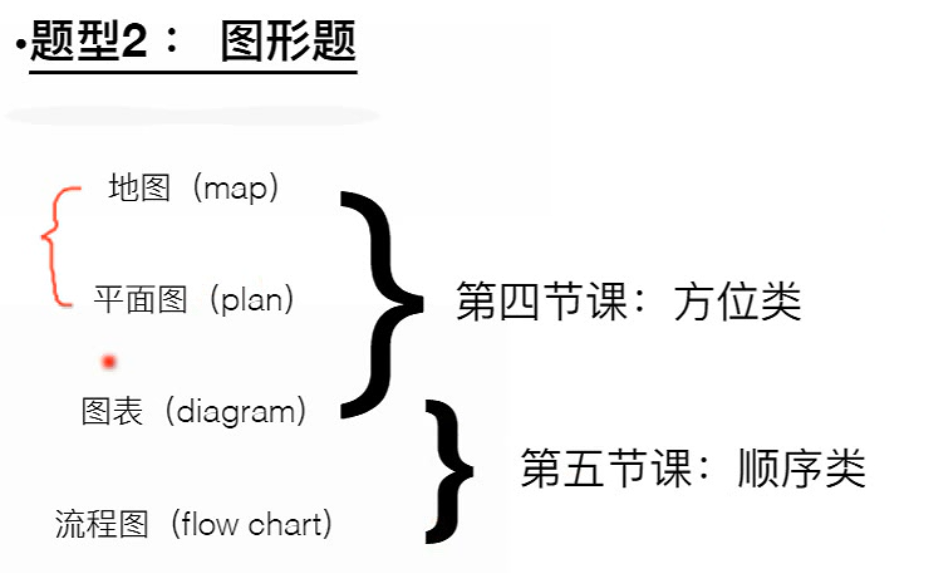 •题型2： 图形题
地图（map）
平面图（plan）
第四节课：方位类
图表（diagram）
第五节课：顺序类
流程图（flow chart）